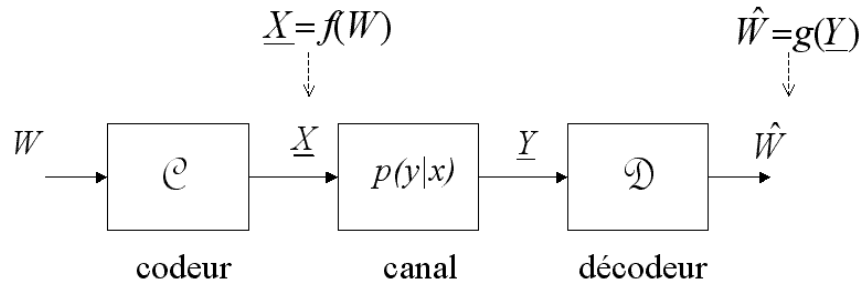 X̲=f(W) Ŵ=g(Y̲)
W 𝒞 X̲ p(y|x) Y̲ 𝔇 Ŵ
codeur canal décodeur